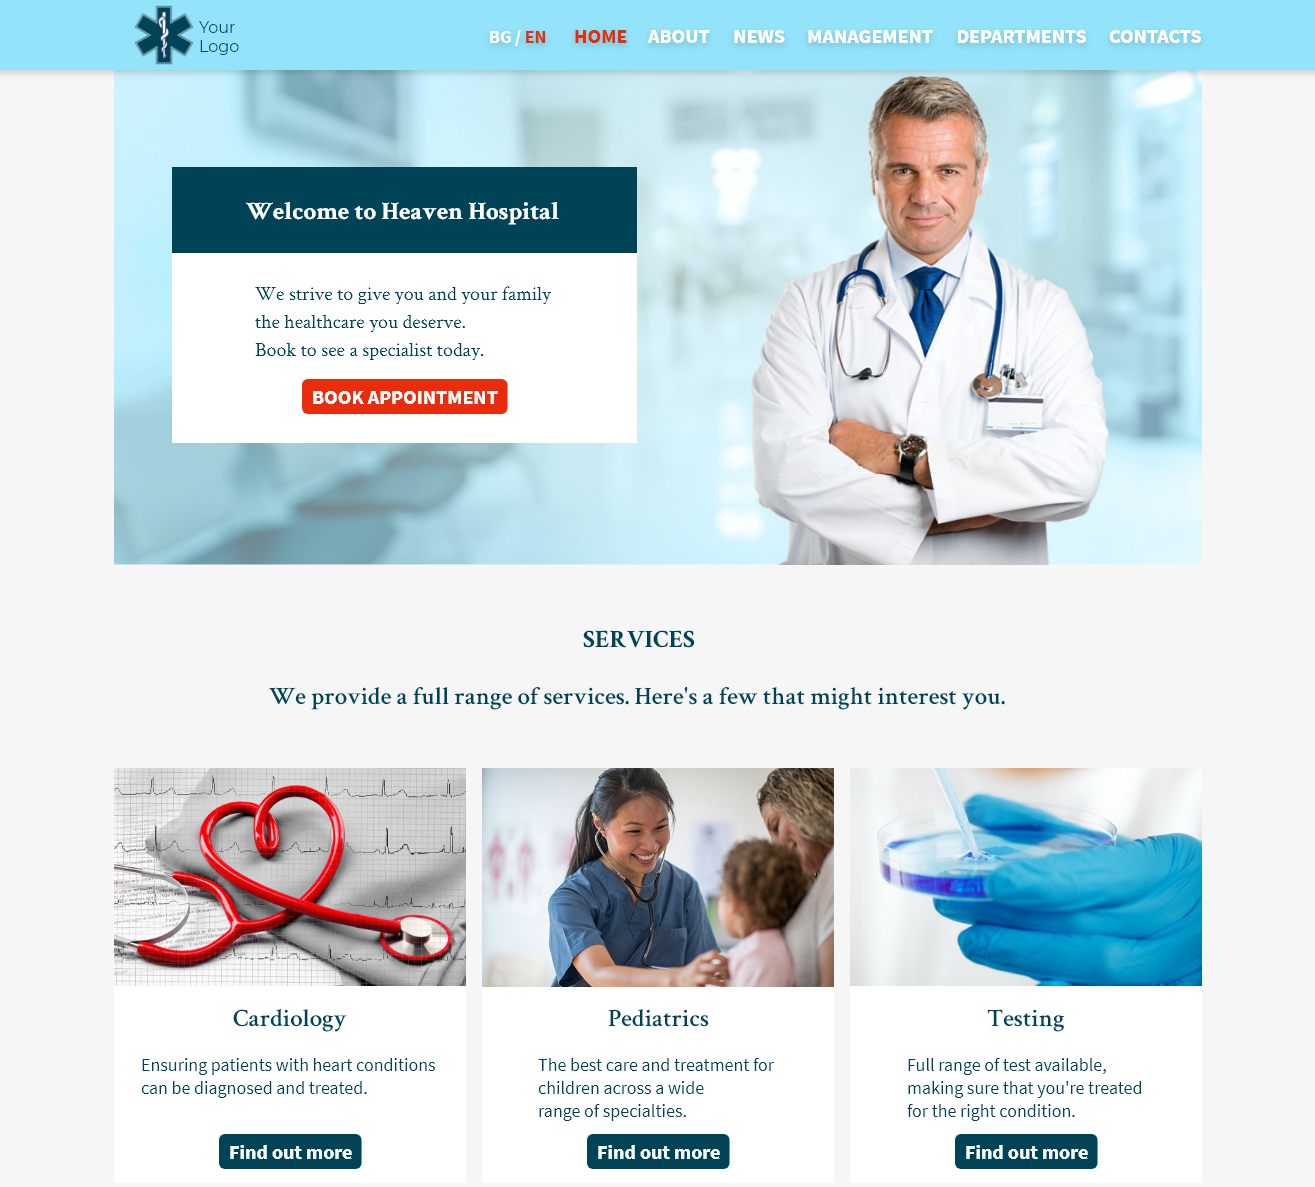 Your
Logo
BG / EN HOME ABOUT NEWS MANAGEMENT DEPARTMENTS CONTACTS
Welcome to Heaven Hospital
We strive to give you and your family
the healthcare you deserve.
Book to see a specialist today.
BOOK APPOINTMENT
SERVICES
We provide a full range of services. Here's a few that might interest you.
Cardiology
Ensuring patients with heart conditions
can be diagnosed and treated.
Find out more
Pediatrics
The best care and treatment for
children across a wide
range of specialties.
Find out more
Testing
Full range of test available,
making sure that you're treated
for the right condition.
Find out more